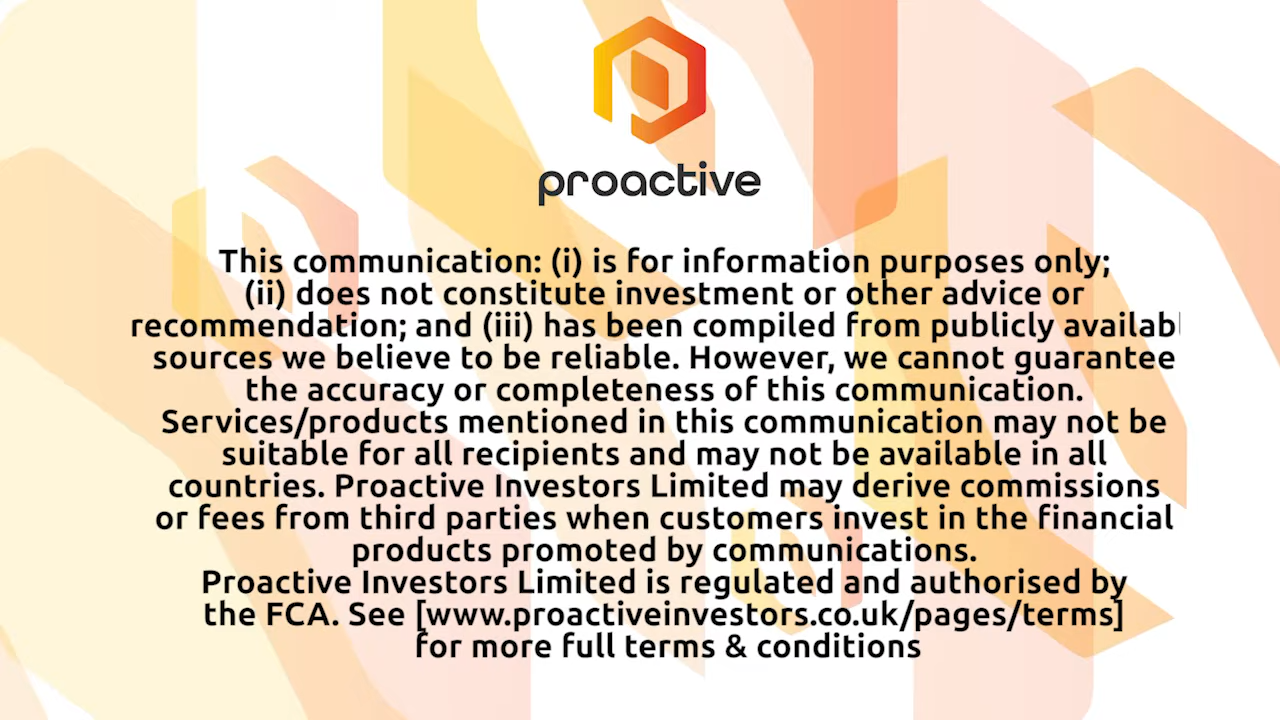 proactive
This communication: (i) is for information purposes only;
(ii) does not constitute investment or other advice or
recommendation; and (iii) has been compiled from publicly availabl
sources we believe to be reliable. However, we cannot guarantee
the accuracy or completeness of this communication.
Services/products mentioned in this communication may not be
suitable for all recipients and may not be available in all
countries. Proactive Investors Limited may derive commissions
or fees from third parties when customers invest in the financial
products promoted by communications.
Proactive Investors Limited is regulated and authorised by
the FCA. See [www.proactiveinvestors.co.uk/pages/terms]
for more full terms & conditions